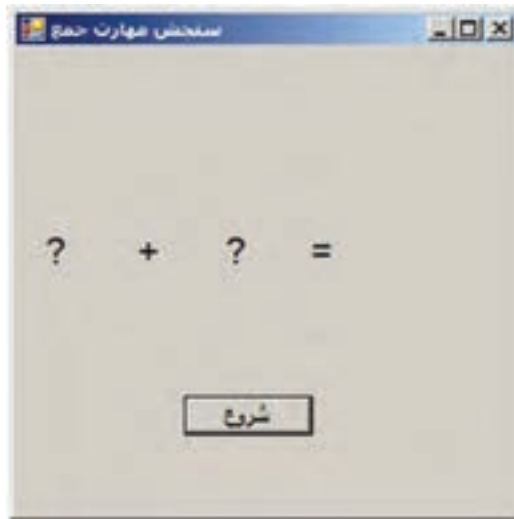 سنجش مهارت جمع
? + ? =
شروع